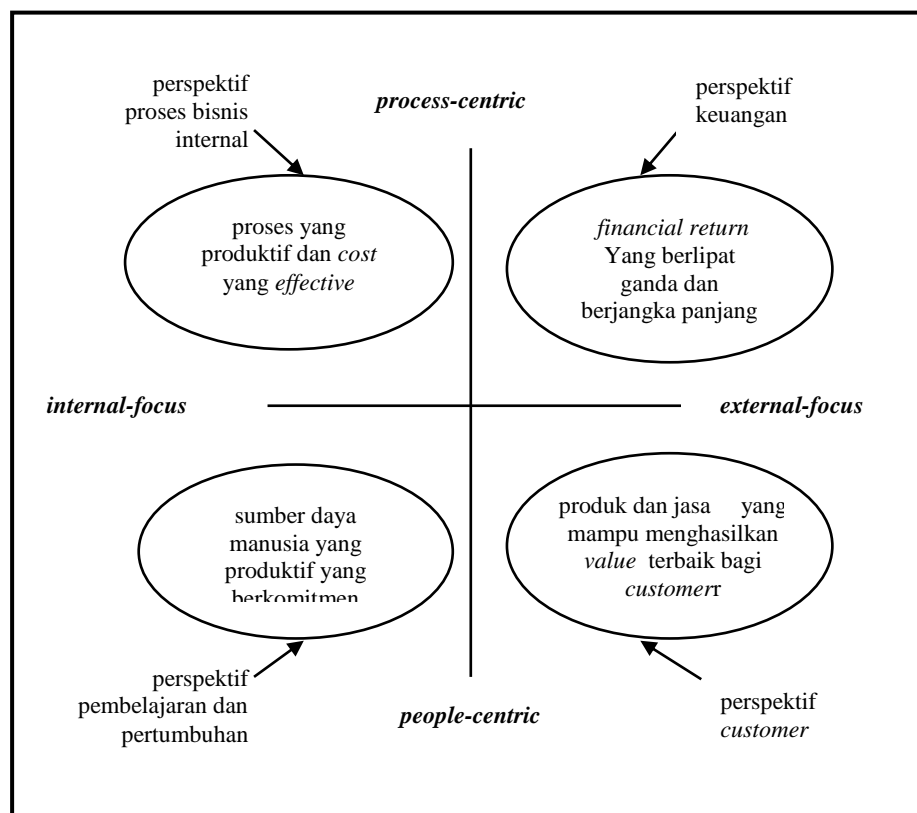 perspektif
proses bisnis
internal
process-centric
perspektif
keuangan
proses yang
produktif dan cost
yang effective
financial return
Yang berlipat
ganda dan
berjangka panjang
internal-focus
external-focus
sumber daya
manusia yang
produktif yang
berkomitmen
produk dan jasa yang
mampu menghasilkan
value terbaik bagi
customerr
perspektif
pembelajaran dan
pertumbuhan
people-centric
perspektif
customer